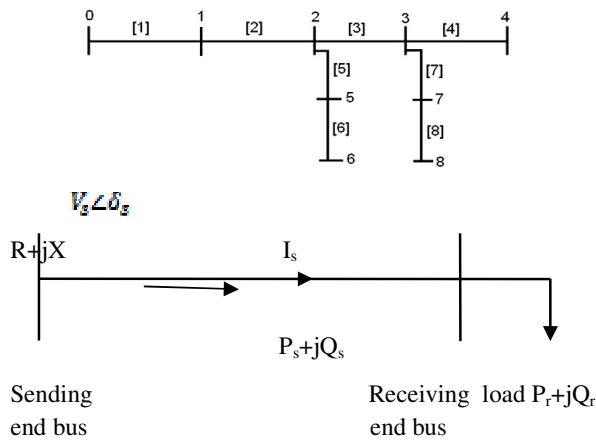 0 1 2 3 4
[1] [2] [3] [4]
[5] [7]
5 7
[6] [8]
6 8
Vₛ∠δₛ
R+jX Iₛ
Pₛ+jQₛ
Sending Receiving load Pᵣ+jQᵣ
end bus end bus